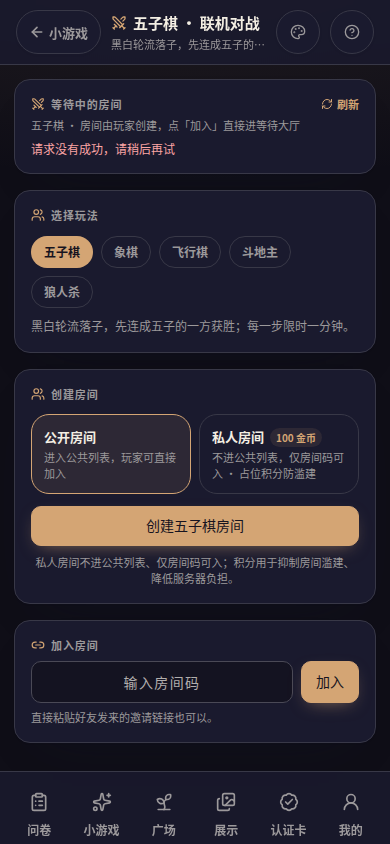 小游戏
五子棋 · 联机对战
黑白轮流落子，先连成五子的…
等待中的房间
刷新
五子棋 · 房间由玩家创建，点「加入」直接进等待大厅
请求没有成功，请稍后再试
选择玩法
五子棋
象棋
飞行棋
斗地主
狼人杀
黑白轮流落子，先连成五子的一方获胜；每一步限时一分钟。
创建房间
公开房间
进入公共列表，玩家可直接
加入
私人房间
100 金币
不进公共列表，仅房间码可
入 · 占位积分防滥建
创建五子棋房间
私人房间不进公共列表、仅房间码可入；积分用于抑制房间滥建、
降低服务器负担。
加入房间
输入房间码
加入
直接粘贴好友发来的邀请链接也可以。
问卷
小游戏
广场
展示
认证卡
我的